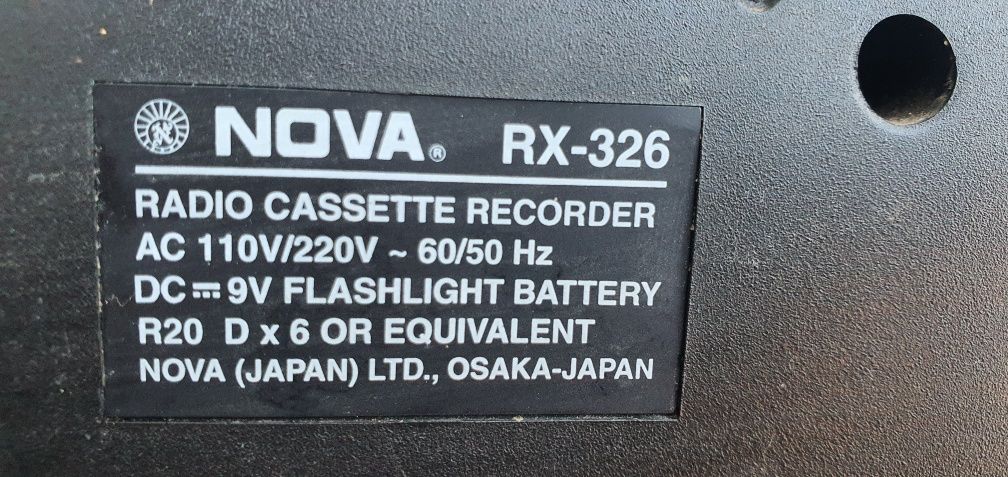 NOVA® RX-326
RADIO CASSETTE RECORDER
AC 110V/220V ~ 60/50 Hz
DC ⎓ 9V FLASHLIGHT BATTERY
R20 D x 6 OR EQUIVALENT
NOVA (JAPAN) LTD., OSAKA-JAPAN